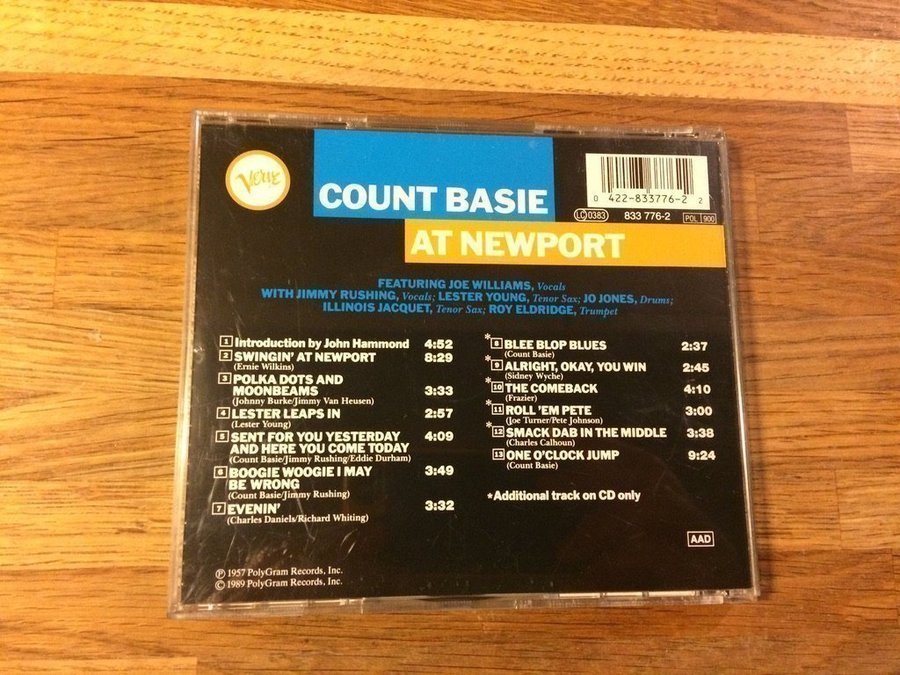 VERVE
COUNT BASIE
AT NEWPORT
0 422-833776-2 2
LC 0383 833 776-2 POL 900
FEATURING JOE WILLIAMS, Vocals
WITH JIMMY RUSHING, Vocals; LESTER YOUNG, Tenor Sax; JO JONES, Drums;
ILLINOIS JACQUET, Tenor Sax; ROY ELDRIDGE, Trumpet
1 Introduction by John Hammond 4:52
2 SWINGIN' AT NEWPORT 8:29
(Ernie Wilkins)
3 POLKA DOTS AND
MOONBEAMS 3:33
(Johnny Burke/Jimmy Van Heusen)
4 LESTER LEAPS IN 2:57
(Lester Young)
5 SENT FOR YOU YESTERDAY 4:09
AND HERE YOU COME TODAY
(Count Basie/Jimmy Rushing/Eddie Durham)
6 BOOGIE WOOGIE I MAY 3:49
BE WRONG
(Count Basie/Jimmy Rushing)
7 EVENIN' 3:32
(Charles Daniels/Richard Whiting)
*8 BLEE BLOP BLUES 2:37
(Count Basie)
*9 ALRIGHT, OKAY, YOU WIN 2:45
(Sidney Wyche)
*10 THE COMEBACK 4:10
(Frazier)
*11 ROLL 'EM PETE 3:00
(Joe Turner/Pete Johnson)
*12 SMACK DAB IN THE MIDDLE 3:38
(Charles Calhoun)
13 ONE O'CLOCK JUMP 9:24
(Count Basie)
*Additional track on CD only
AAD
℗ 1957 PolyGram Records, Inc.
© 1989 PolyGram Records, Inc.